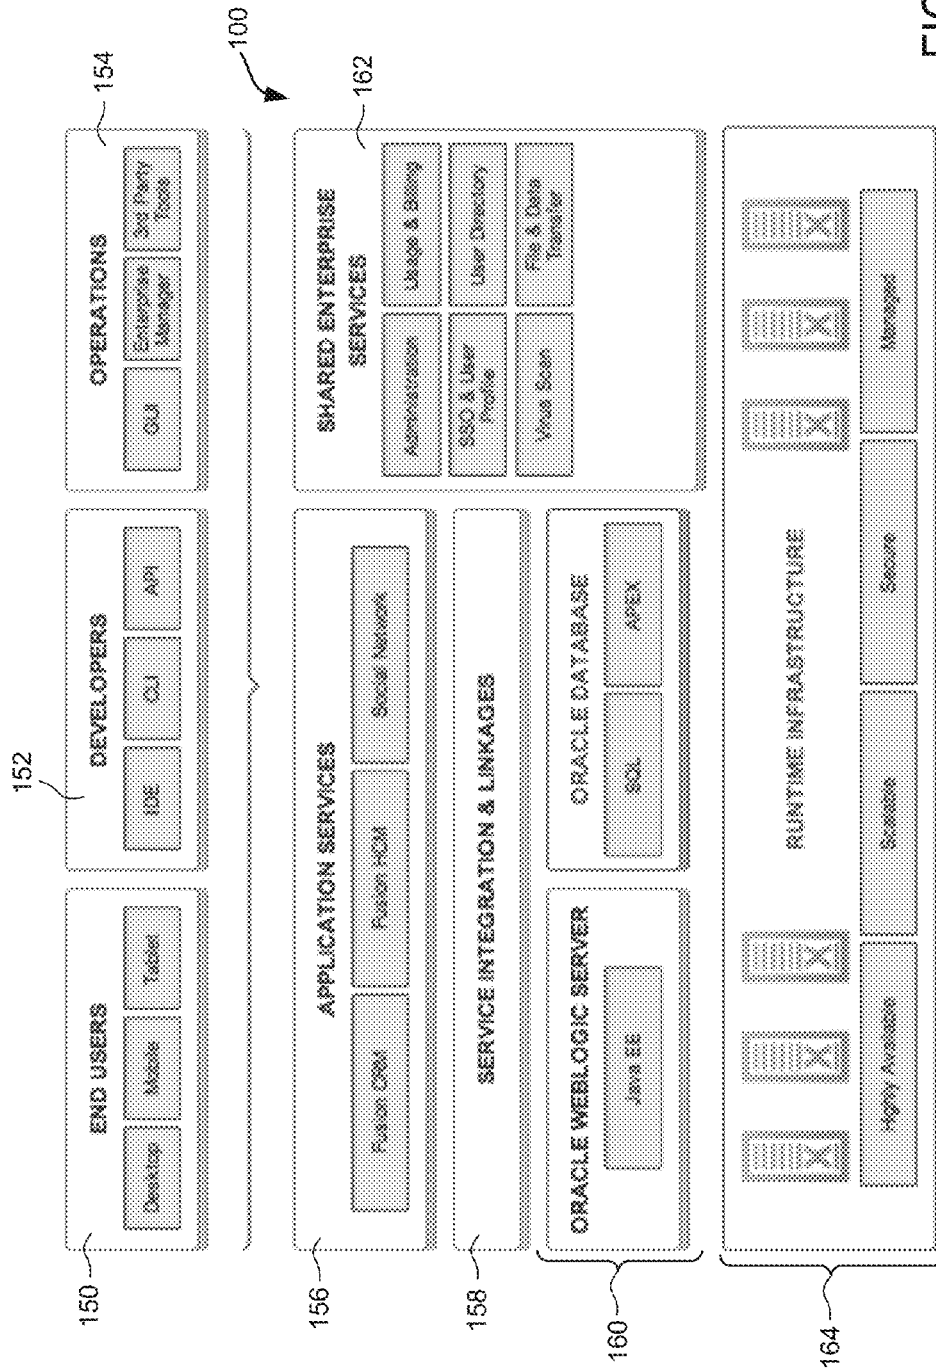 100
150
END USERS
Desktop
Mobile
Tablet
152
DEVELOPERS
IDE
CLI
API
154
OPERATIONS
GUI
Enterprise
Manager
3rd Party
Tools
156
APPLICATION SERVICES
Fusion CRM
Fusion HCM
Social Network
158
SERVICE INTEGRATION & LINKAGES
160
ORACLE WEBLOGIC SERVER
Java EE
ORACLE DATABASE
SQL
APEX
162
SHARED ENTERPRISE
SERVICES
Administration
Usage & Billing
SSO & User
Profile
User Directory
Virus Scan
File & Data
Transfer
164
RUNTIME INFRASTRUCTURE
Highly Available
Scaleable
Secure
Managed